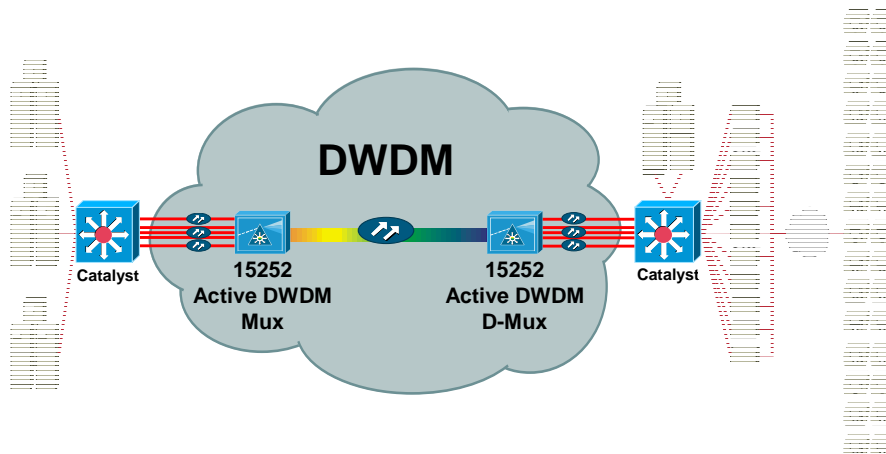 DWDM
Catalyst
15252
Active DWDM
Mux
15252
Active DWDM
D-Mux
Catalyst